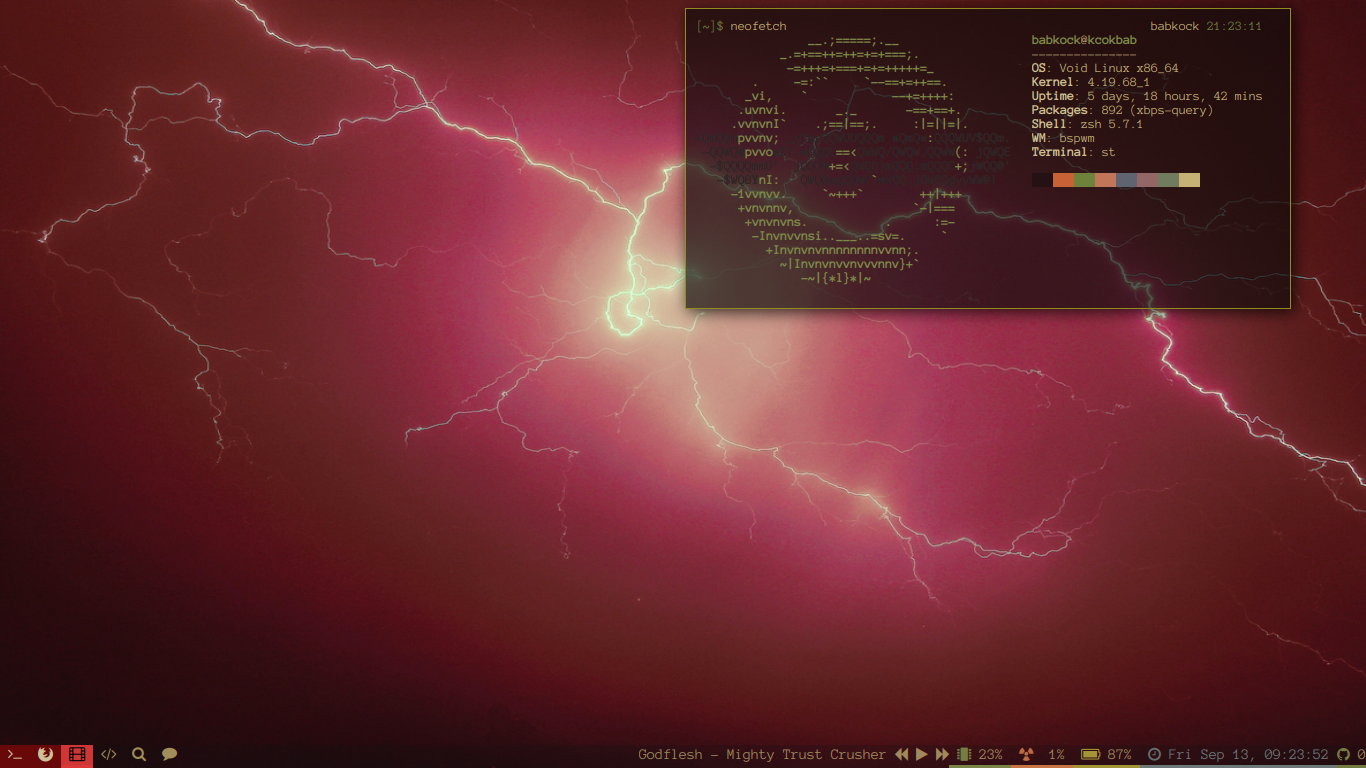 [~]$ neofetch babkock 21:23:11
babkock@kcokbab
---------------
OS: Void Linux x86_64
Kernel: 4.19.68_1
Uptime: 5 days, 18 hours, 42 mins
Packages: 892 (xbps-query)
Shell: zsh 5.7.1
WM: bspwm
Terminal: st
Godflesh - Mighty Trust Crusher 23% 1% 87% Fri Sep 13, 09:23:52 0